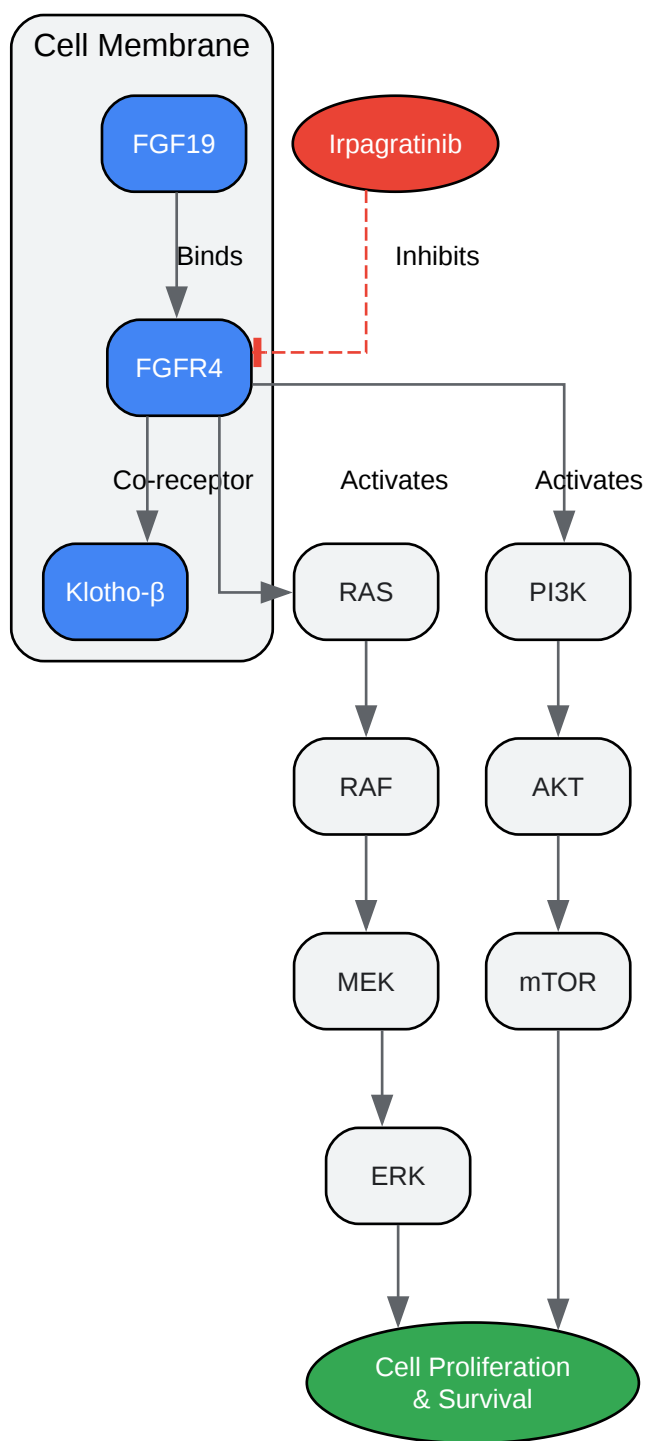 Cell Membrane
FGF19
Irpagratinib
Binds
Inhibits
FGFR4
Co-receptor
Activates
Activates
Klotho-β
RAS
PI3K
RAF
AKT
MEK
mTOR
ERK
Cell Proliferation
& Survival